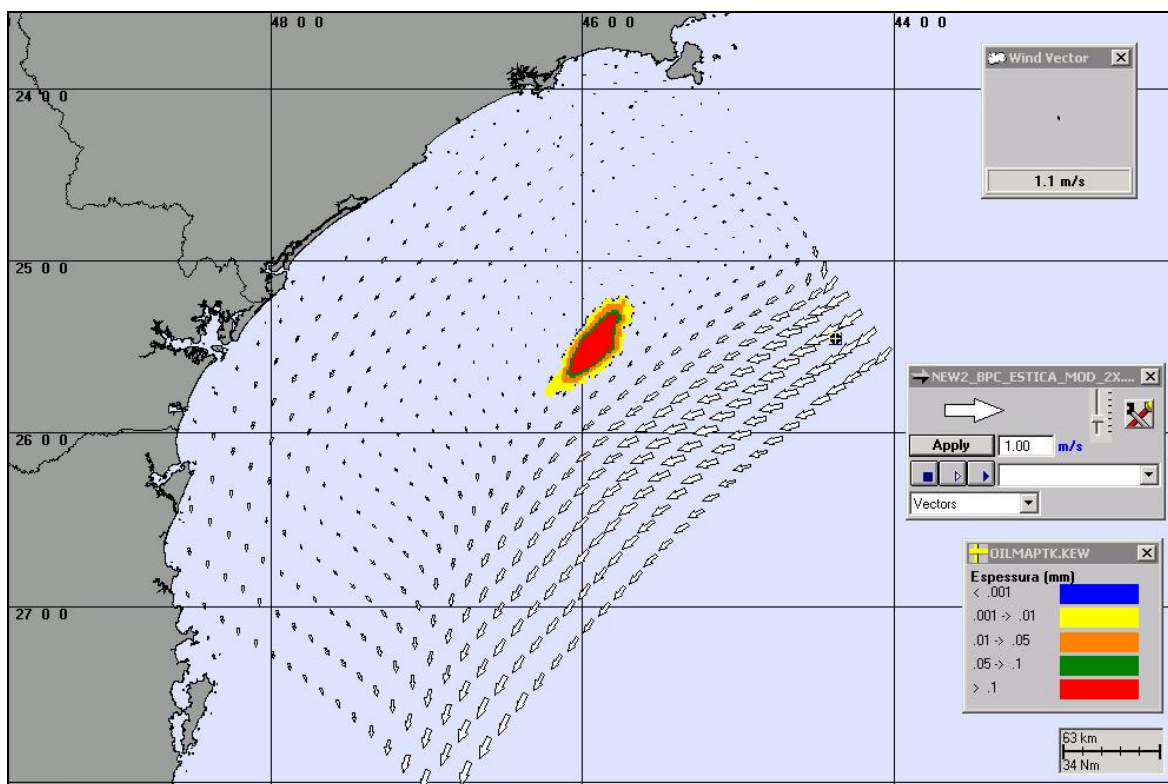 48 0 0
46 0 0
44 0 0
24 0 0
25 0 0
26 0 0
27 0 0
Wind Vector
1.1 m/s
NEW2_BPC_ESTICA_MOD_2X....
Apply
1.00
m/s
Vectors
OILMAPTK.KEW
Espessura (mm)
< .001
.001 -> .01
.01 -> .05
.05 -> .1
> .1
63 km
34 Nm